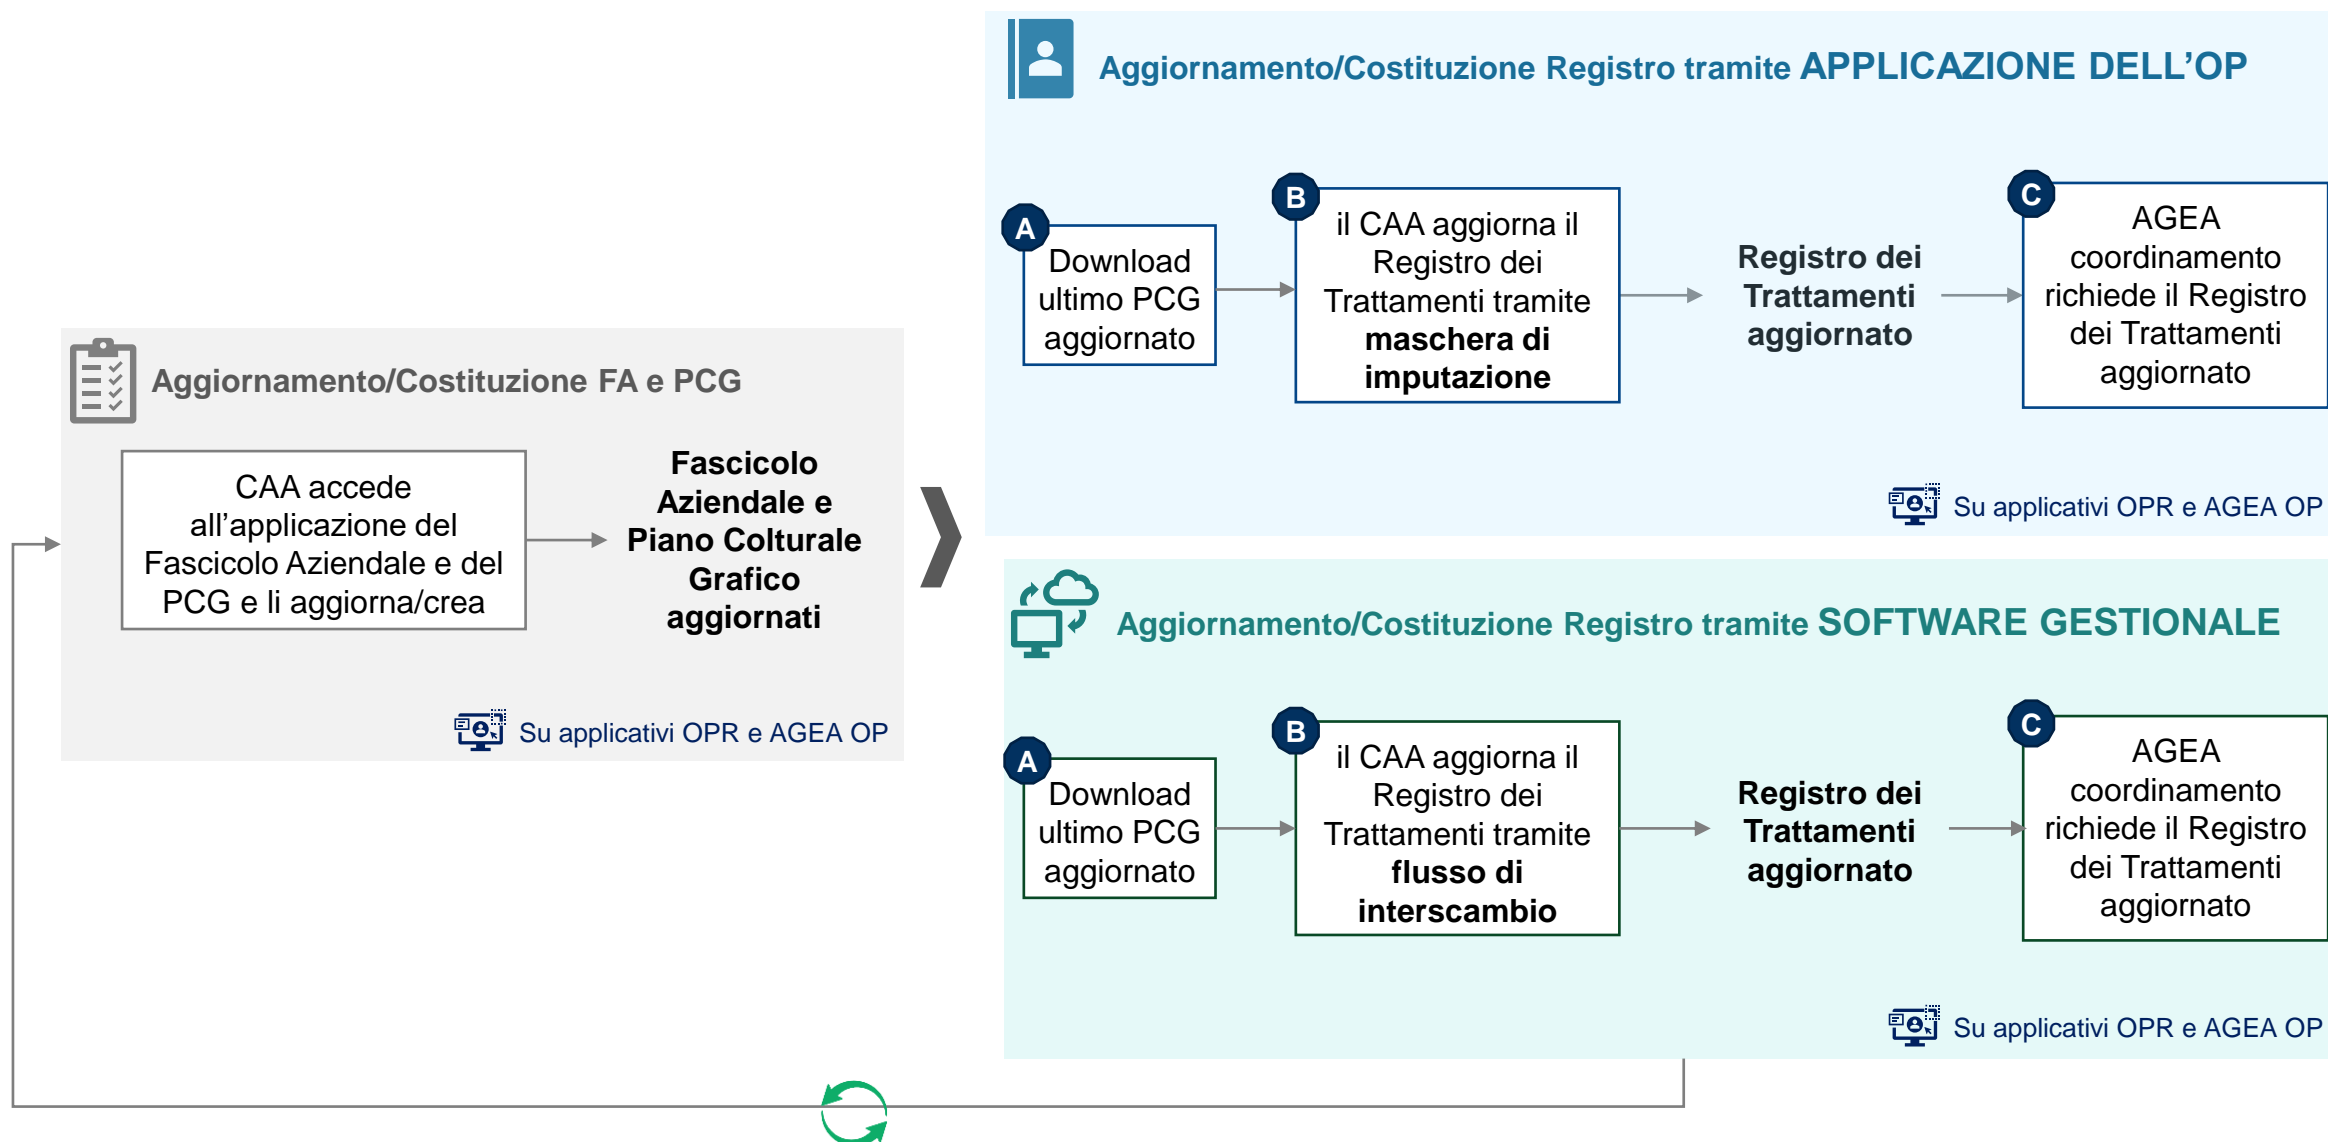 Aggiornamento/Costituzione FA e PCG
CAA accede
all’applicazione del
Fascicolo Aziendale e del
PCG e li aggiorna/crea
Fascicolo
Aziendale e
Piano Colturale
Grafico
aggiornati
Su applicativi OPR e AGEA OP
Aggiornamento/Costituzione Registro tramite APPLICAZIONE DELL’OP
A
Download
ultimo PCG
aggiornato
B
il CAA aggiorna il
Registro dei
Trattamenti tramite
maschera di
imputazione
Registro dei
Trattamenti
aggiornato
C
AGEA
coordinamento
richiede il Registro
dei Trattamenti
aggiornato
Su applicativi OPR e AGEA OP
Aggiornamento/Costituzione Registro tramite SOFTWARE GESTIONALE
A
Download
ultimo PCG
aggiornato
B
il CAA aggiorna il
Registro dei
Trattamenti tramite
flusso di
interscambio
Registro dei
Trattamenti
aggiornato
C
AGEA
coordinamento
richiede il Registro
dei Trattamenti
aggiornato
Su applicativi OPR e AGEA OP